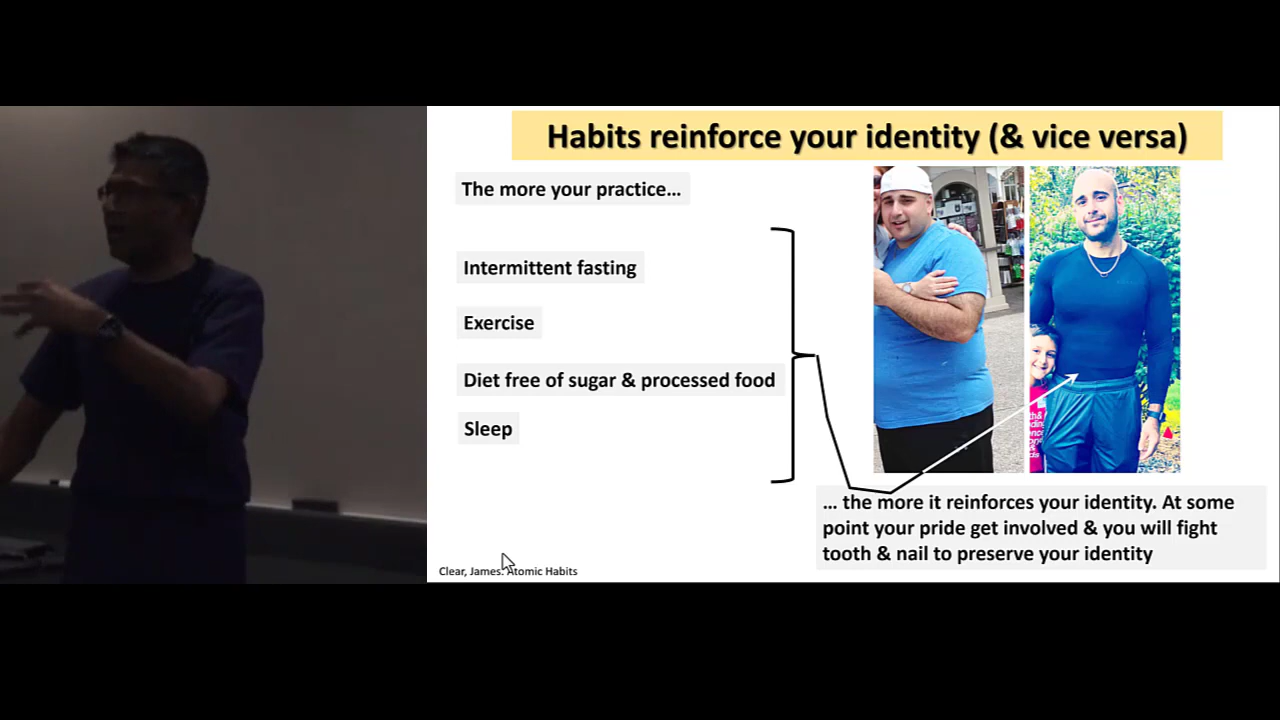 Habits reinforce your identity (& vice versa)
The more your practice...
Intermittent fasting
Exercise
Diet free of sugar & processed food
Sleep
... the more it reinforces your identity. At some
point your pride get involved & you will fight
tooth & nail to preserve your identity
Clear, James. Atomic Habits